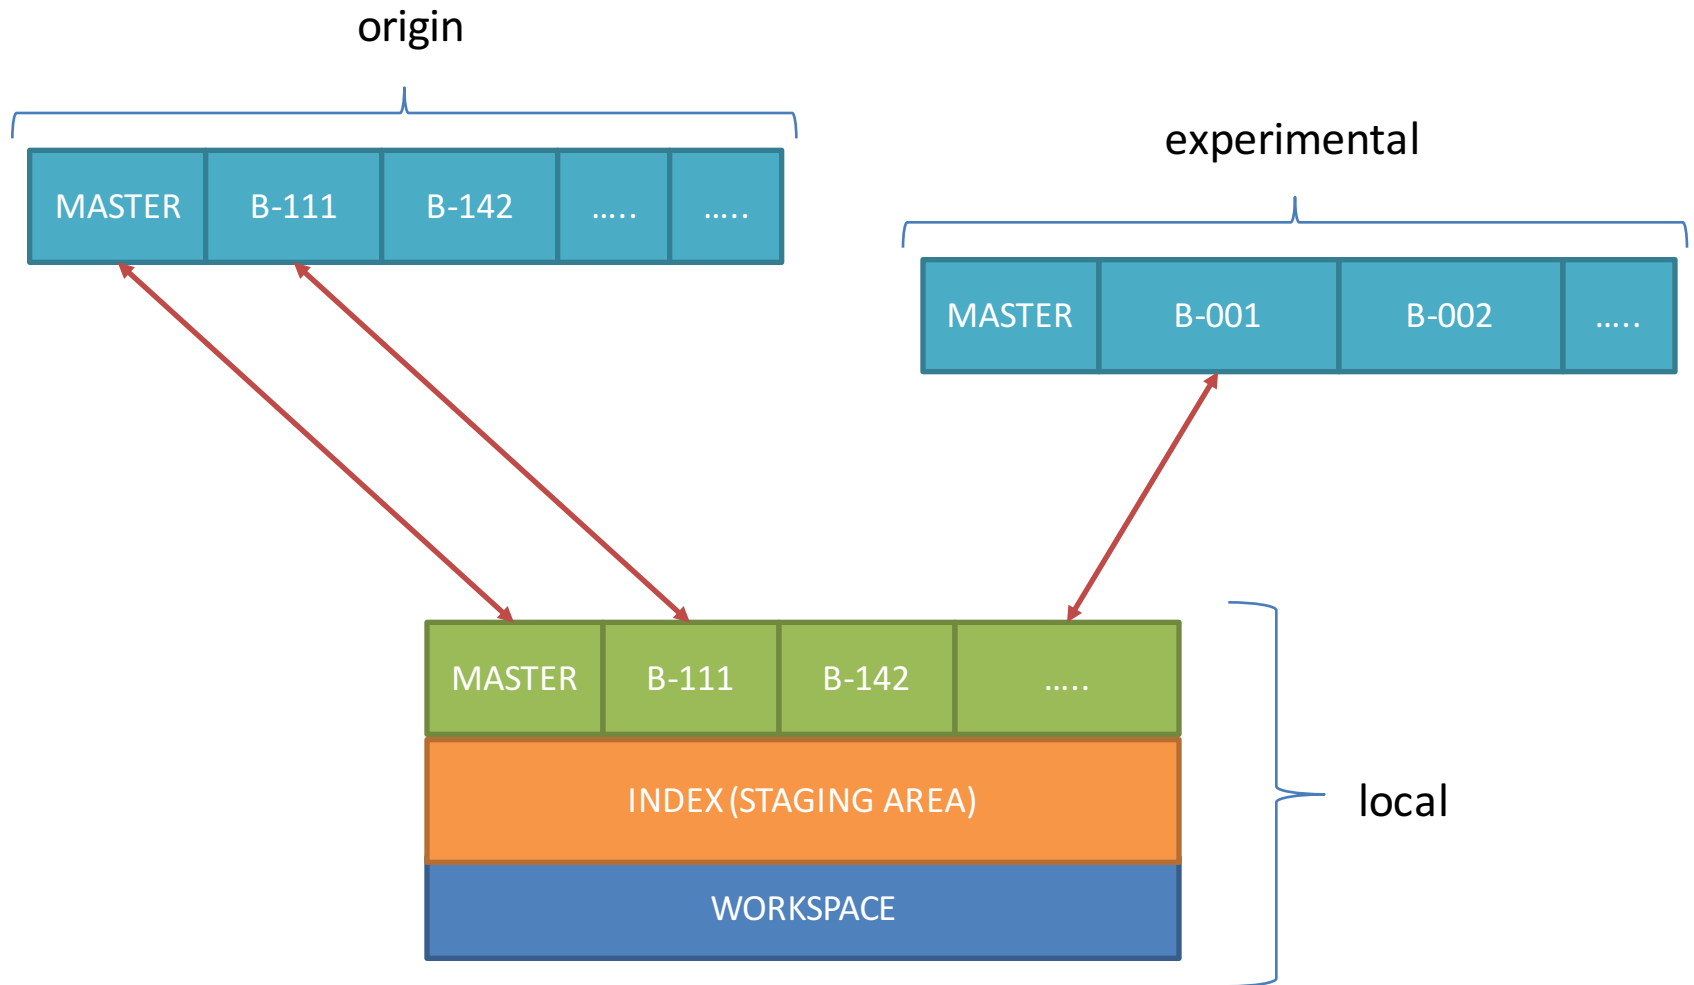 origin
experimental
MASTER B-111 B-142 ..... .....
MASTER B-001 B-002 .....
MASTER B-111 B-142 .....
INDEX (STAGING AREA)
local
WORKSPACE